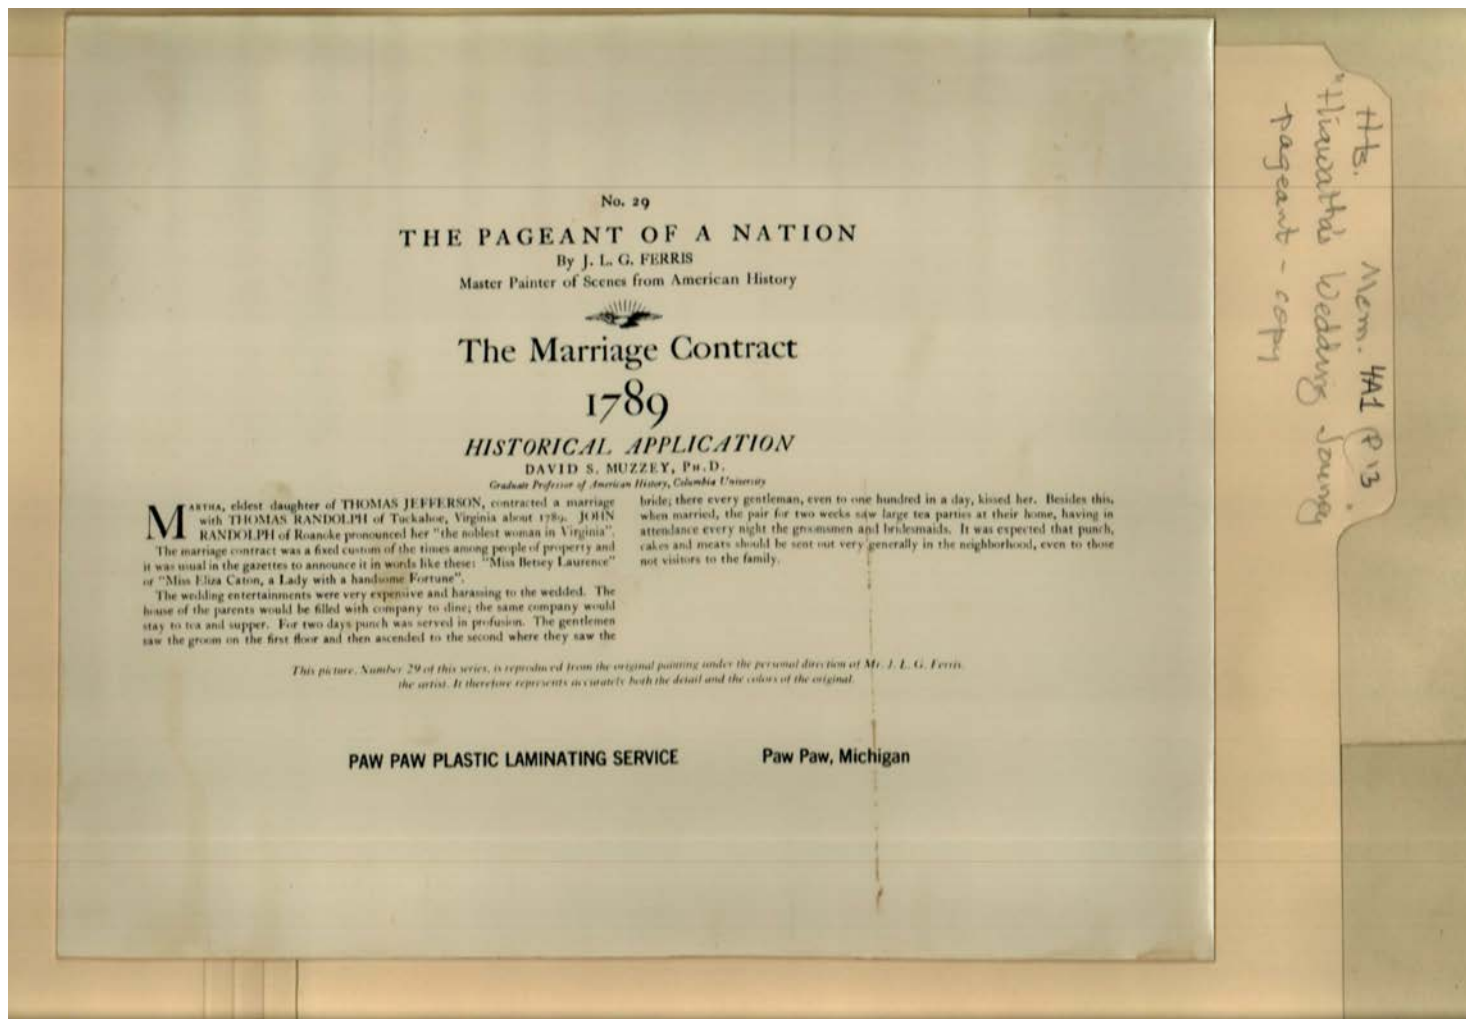 No. 29
THE PAGEANT OF A NATION
By J. L. G. FERRIS
Master Painter of Scenes from American History
The Marriage Contract
1789
HISTORICAL APPLICATION
DAVID S. MUZZEY, Ph.D.
Graduate Professor of American History, Columbia University
MARTHA, eldest daughter of THOMAS JEFFERSON, contracted a marriage
with THOMAS RANDOLPH of Tuckahoe, Virginia about 1789. JOHN
RANDOLPH of Roanoke pronounced her "the noblest woman in Virginia".
The marriage contract was a fixed custom of the times among people of property and
it was usual in the gazettes to announce it in words like these: "Miss Betsey Laurence"
or "Miss Eliza Caton, a Lady with a handsome Fortune".
The wedding entertainments were very expensive and harassing to the wedded. The
house of the parents would be filled with company to dine; the same company would
stay to tea and supper. For two days punch was served in profusion. The gentlemen
saw the groom on the first floor and then ascended to the second where they saw the
bride; there every gentleman, even to one hundred in a day, kissed her. Besides this,
when married, the pair for two weeks saw large tea parties at their home, having in
attendance every night the groomsmen and bridesmaids. It was expected that punch,
cakes and meats should be sent out very generally in the neighborhood, even to those
not visitors to the family.
This picture, Number 29 of this series, is reproduced from the original painting under the personal direction of Mr. J. L. G. Ferris,
the artist. It therefore represents accurately both the detail and the colors of the original.
PAW PAW PLASTIC LAMINATING SERVICE Paw Paw, Michigan
Mem. 4A1 P 13
"Hiawatha's Wedding Journey
pageant - copy